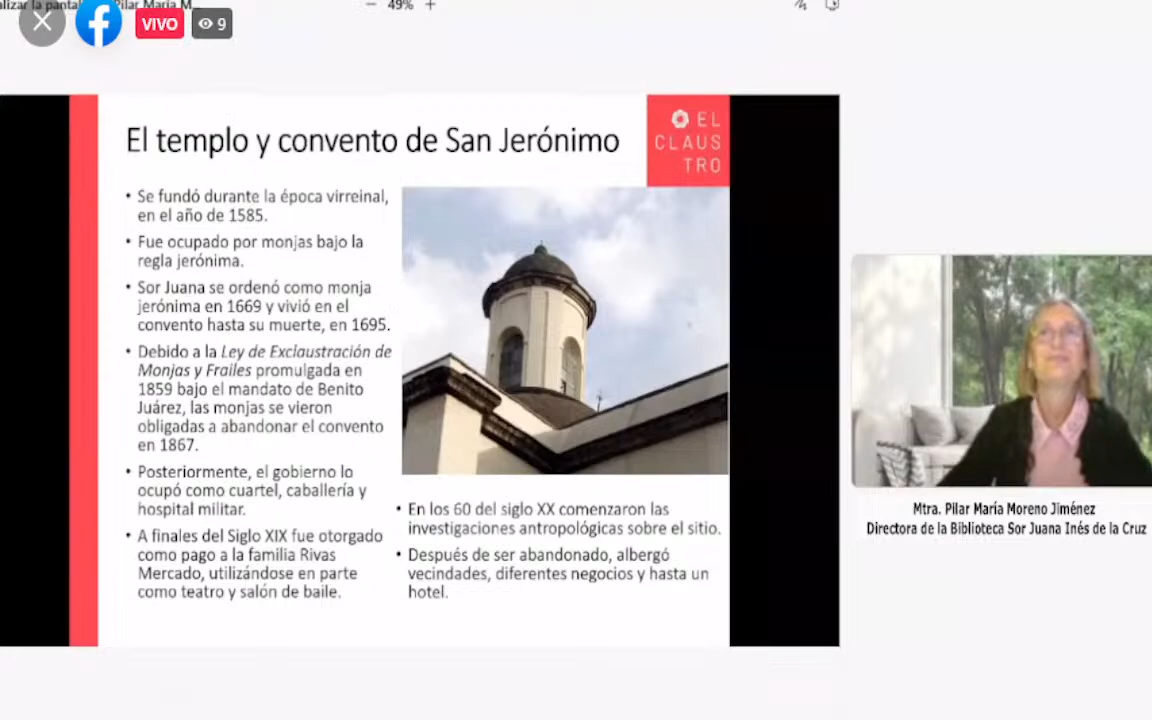 Pilar María M...
49%
VIVO
9
El templo y convento de San Jerónimo
EL
CLAUS
TRO
• Se fundó durante la época virreinal,
en el año de 1585.
• Fue ocupado por monjas bajo la
regla jerónima.
• Sor Juana se ordenó como monja
jerónima en 1669 y vivió en el
convento hasta su muerte, en 1695.
• Debido a la Ley de Exclaustración de
Monjas y Frailes promulgada en
1859 bajo el mandato de Benito
Juárez, las monjas se vieron
obligadas a abandonar el convento
en 1867.
• Posteriormente, el gobierno lo
ocupó como cuartel, caballería y
hospital militar.
• A finales del Siglo XIX fue otorgado
como pago a la familia Rivas
Mercado, utilizándose en parte
como teatro y salón de baile.
• En los 60 del siglo XX comenzaron las
investigaciones antropológicas sobre el sitio.
• Después de ser abandonado, albergó
vecindades, diferentes negocios y hasta un
hotel.
Mtra. Pilar María Moreno Jiménez
Directora de la Biblioteca Sor Juana Inés de la Cruz